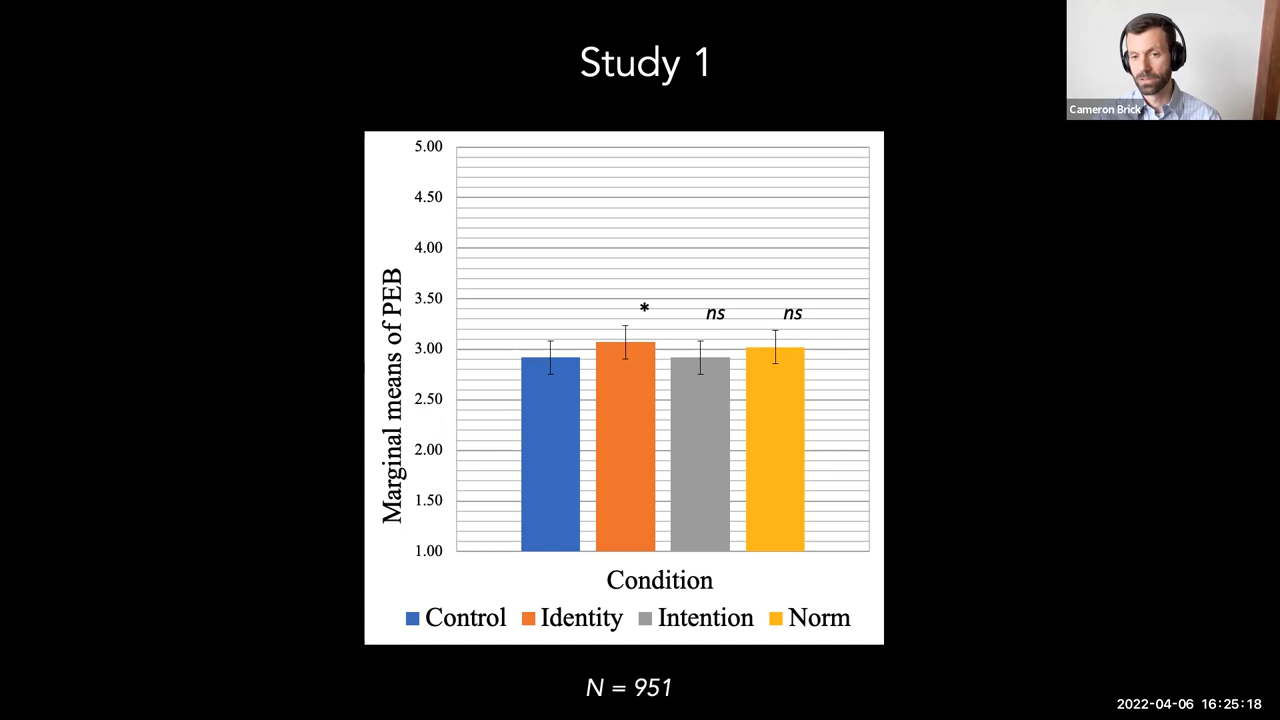 Study 1
Cameron Brick
5.00
4.50
4.00
3.50
3.00
2.50
2.00
1.50
1.00
Marginal means of PEB
* ns ns
Condition
Control Identity Intention Norm
N = 951
2022-04-06 16:25:18